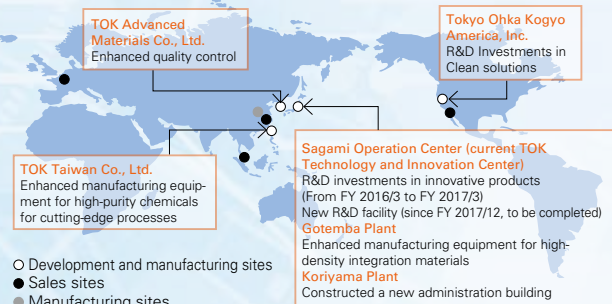 TOK Advanced
Materials Co., Ltd.
Enhanced quality control
Tokyo Ohka Kogyo
America, Inc.
R&D Investments in
Clean solutions
TOK Taiwan Co., Ltd.
Enhanced manufacturing equip-
ment for high-purity chemicals
for cutting-edge processes
Sagami Operation Center (current TOK
Technology and Innovation Center)
R&D investments in innovative products
(From FY 2016/3 to FY 2017/3)
New R&D facility (since FY 2017/12, to be completed)
Gotemba Plant
Enhanced manufacturing equipment for high-
density integration materials
Koriyama Plant
Constructed a new administration building
Development and manufacturing sites
Sales sites
Manufacturing sites